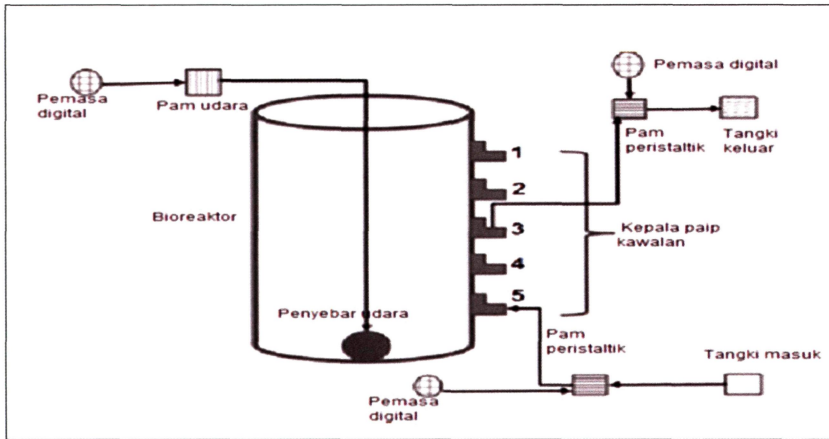 Pemasa digital
Pemasa
digital
Pam udara
Pam
peristaltik
Tangki
keluar
1
2
Bioreaktor
3
Kepala paip
kawalan
4
5
Penyebar udara
Pam
peristaltik
Tangki masuk
Pemasa
digital